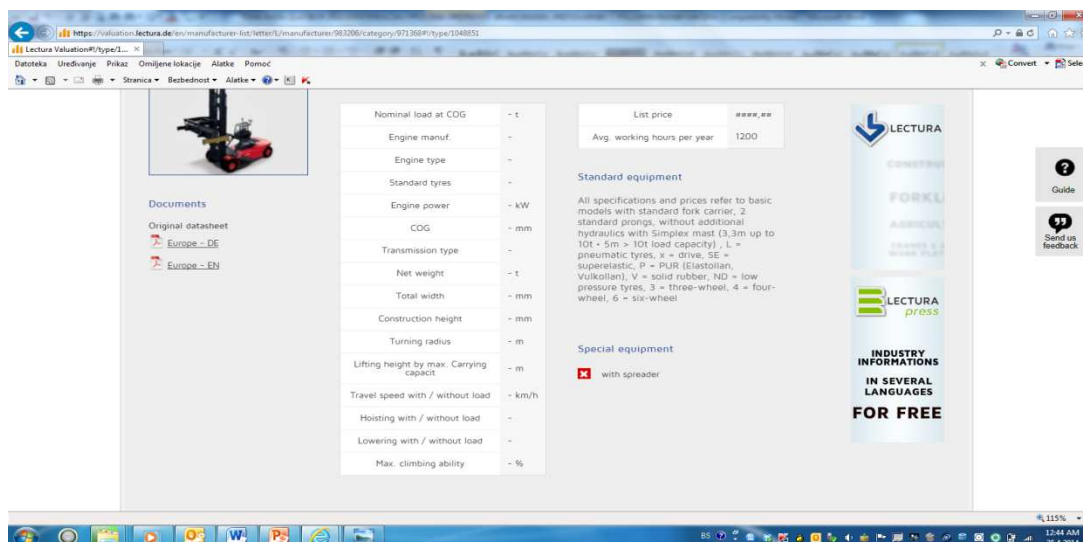 https://valuation.lectura.de/en/manufacturer-list/letter/L/manufacturer/983206/category/971368#!/type/1048851
Lectura Valuation#!/type/1...
Datoteka Uređivanje Prikaz Omiljene lokacije Alatke Pomoć
Convert
Stranica Bezbednost Alatke
Documents
Original datasheet
Europe - DE
Europe - EN
Nominal load at COG - t
Engine manuf. -
Engine type -
Standard tyres -
Engine power - kW
COG - mm
Transmission type -
Net weight - t
Total width - mm
Construction height - mm
Turning radius - m
Lifting height by max. Carrying
capacit - m
Travel speed with / without load - km/h
Hoisting with / without load -
Lowering with / without load -
Max. climbing ability - %
List price ####,##
Avg. working hours per year 1200
Standard equipment
All specifications and prices refer to basic
models with standard fork carrier, 2
standard prongs, without additional
hydraulics with Simplex mast (3,3m up to
10t • 5m > 10t load capacity) , L =
pneumatic tyres, x = drive, SE =
superelastic, P = PUR (Elastollan,
Vulkollan), V = solid rubber, ND = low
pressure tyres, 3 = three-wheel, 4 = four-
wheel, 6 = six-wheel
Special equipment
with spreader
LECTURA
CONSTRU
FORKL
LECTURA
press
INDUSTRY
INFORMATIONS
IN SEVERAL
LANGUAGES
FOR FREE
Guide
Send us
feedback
115%
BS
12:44 AM